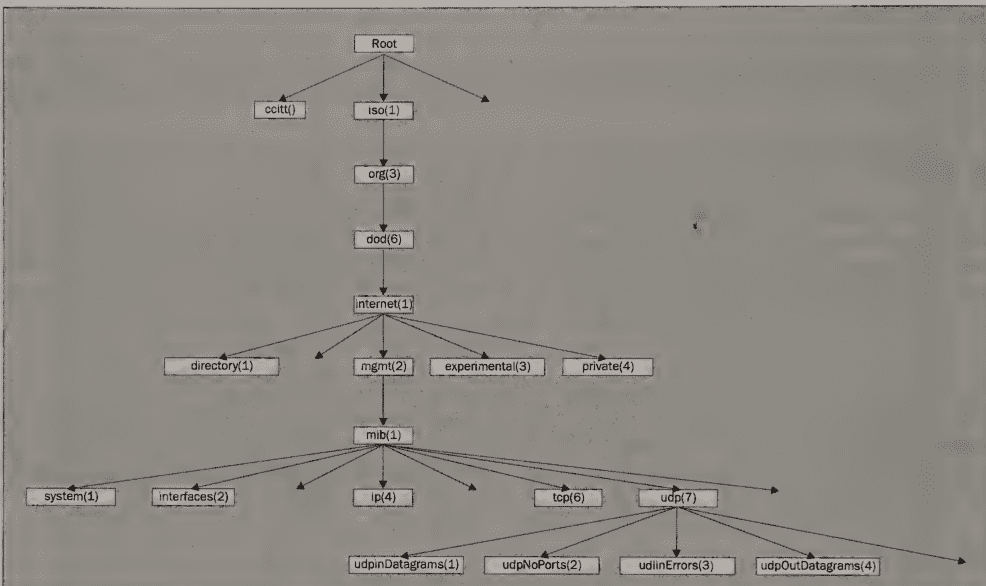 Root
ccitt()
iso(1)
org(3)
dod(6)
internet(1)
directory(1)
mgmt(2)
experimental(3)
private(4)
mib(1)
system(1)
interfaces(2)
ip(4)
tcp(6)
udp(7)
udpinDatagrams(1)
udpNoPorts(2)
udiinErrors(3)
udpOutDatagrams(4)